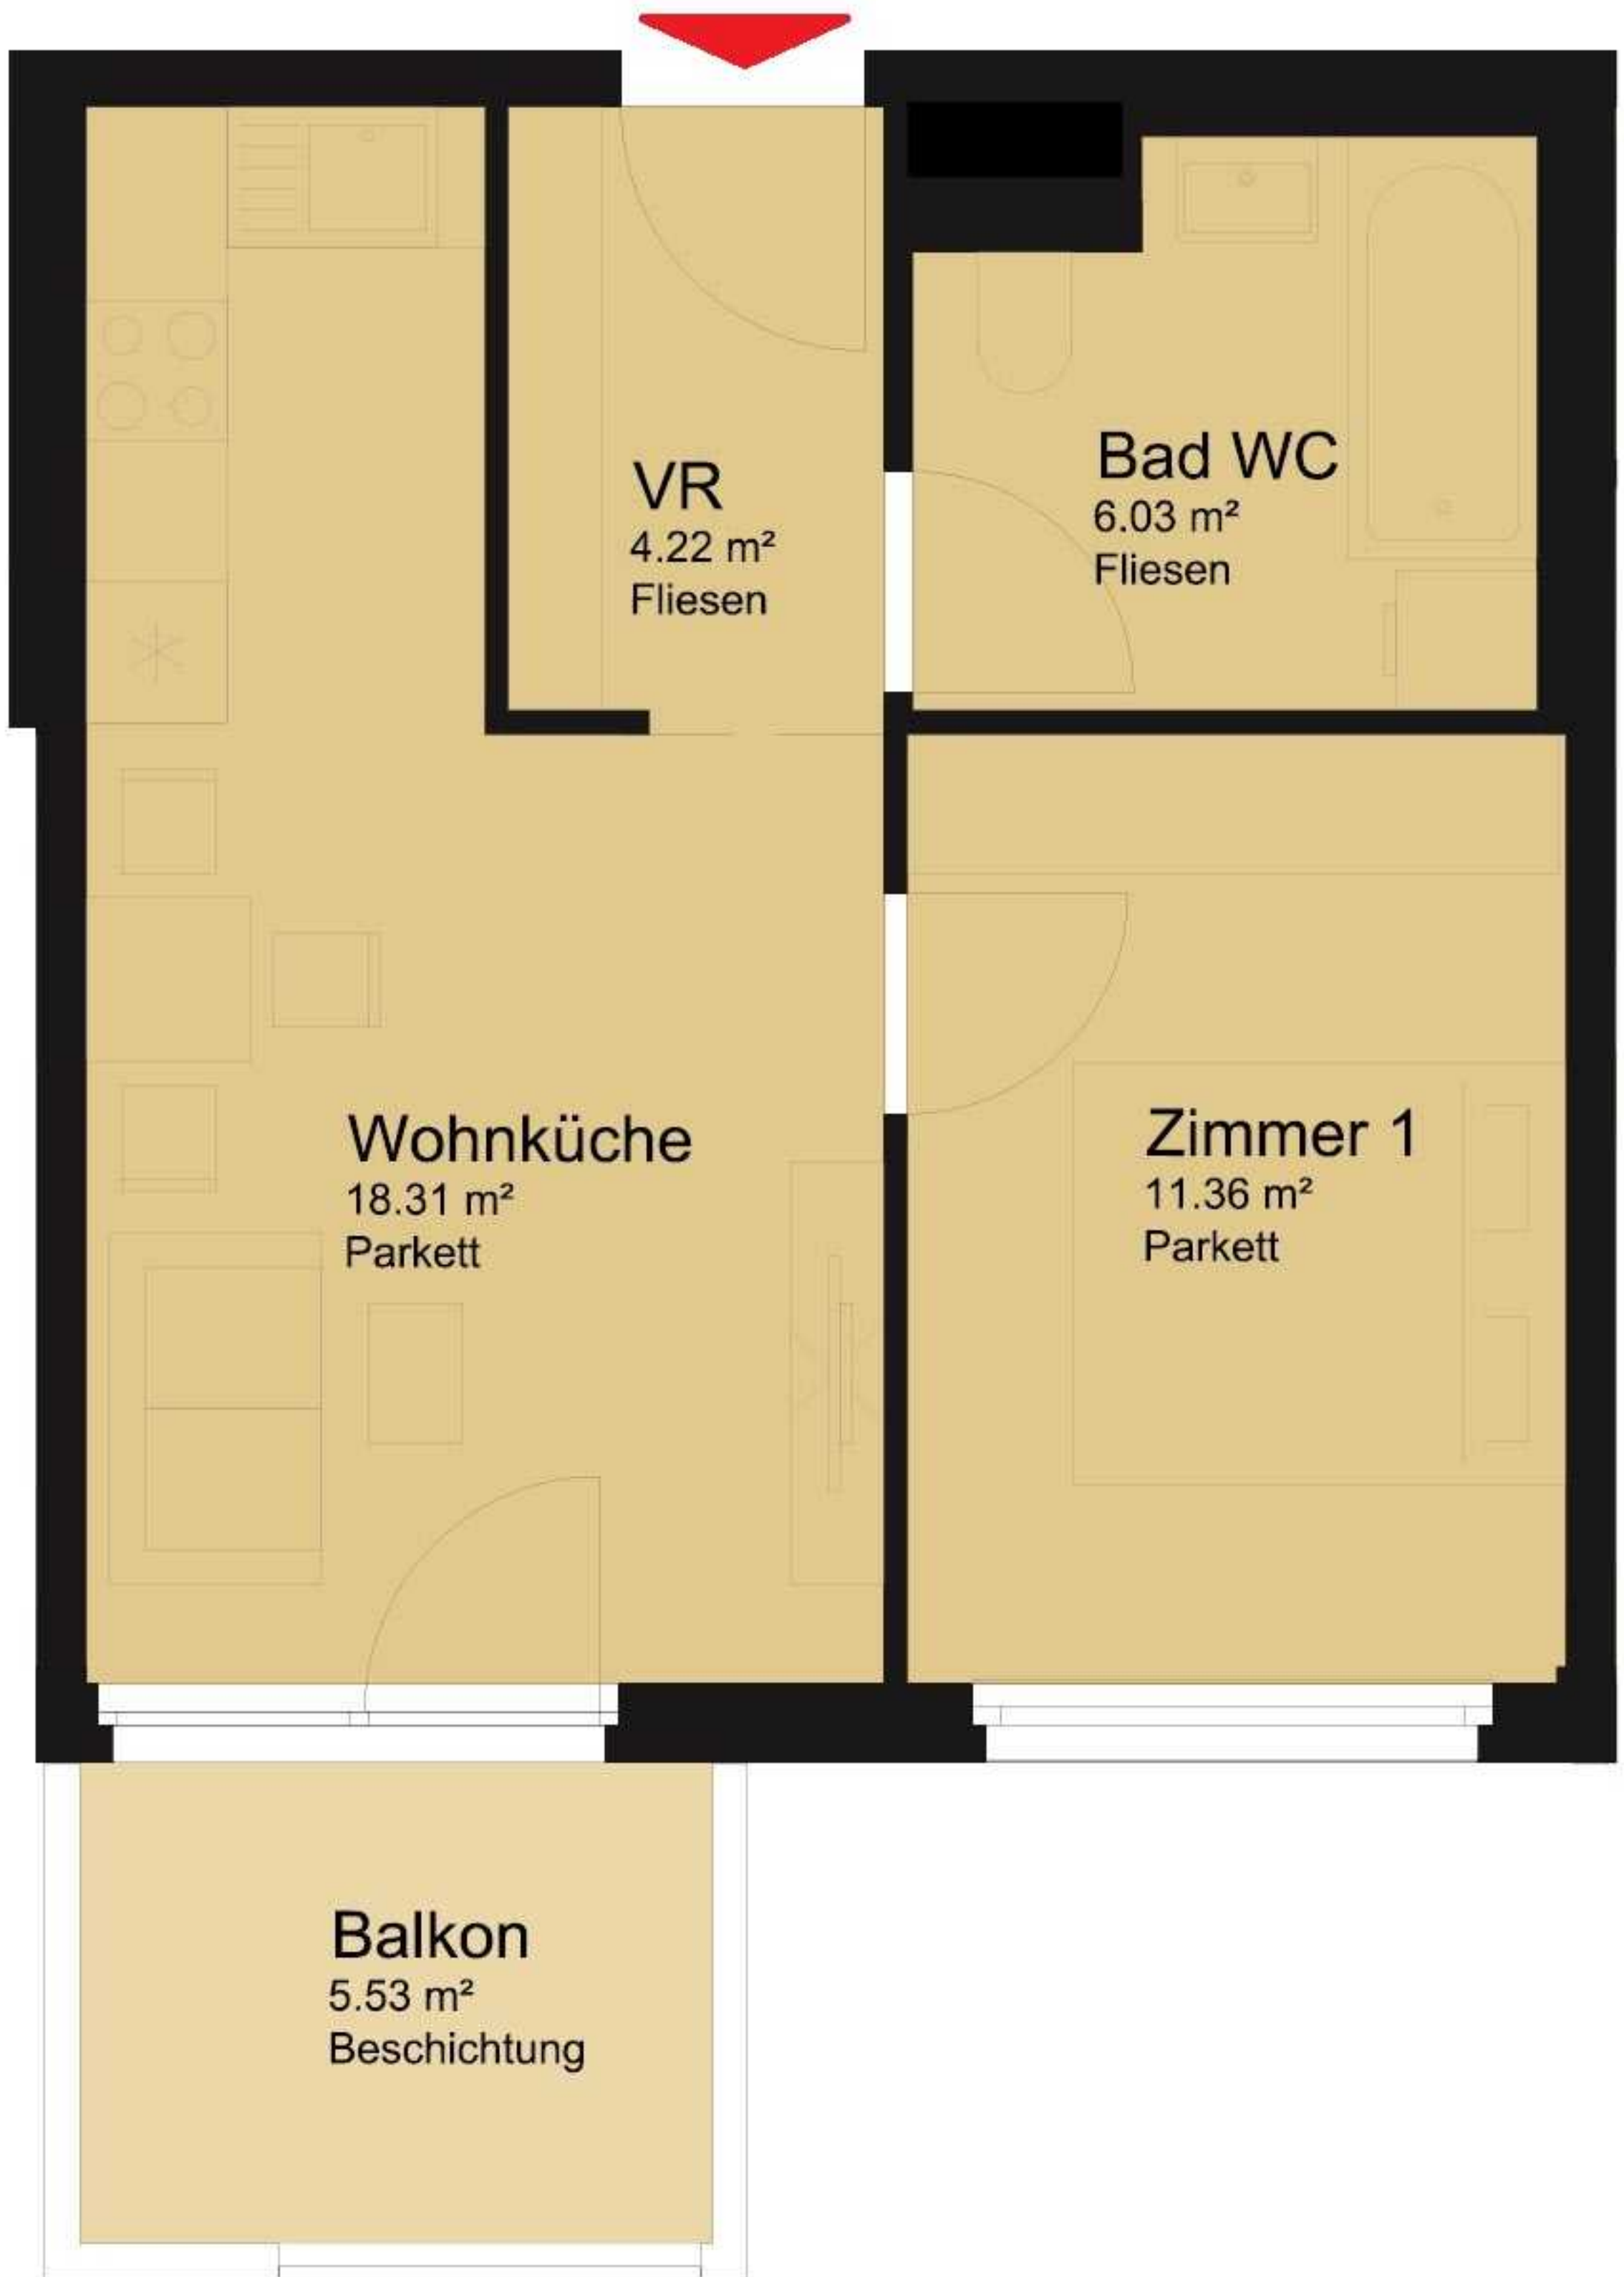 VR
4.22 m²
Fliesen
Bad WC
6.03 m²
Fliesen
Wohnküche
18.31 m²
Parkett
Zimmer 1
11.36 m²
Parkett
Balkon
5.53 m²
Beschichtung